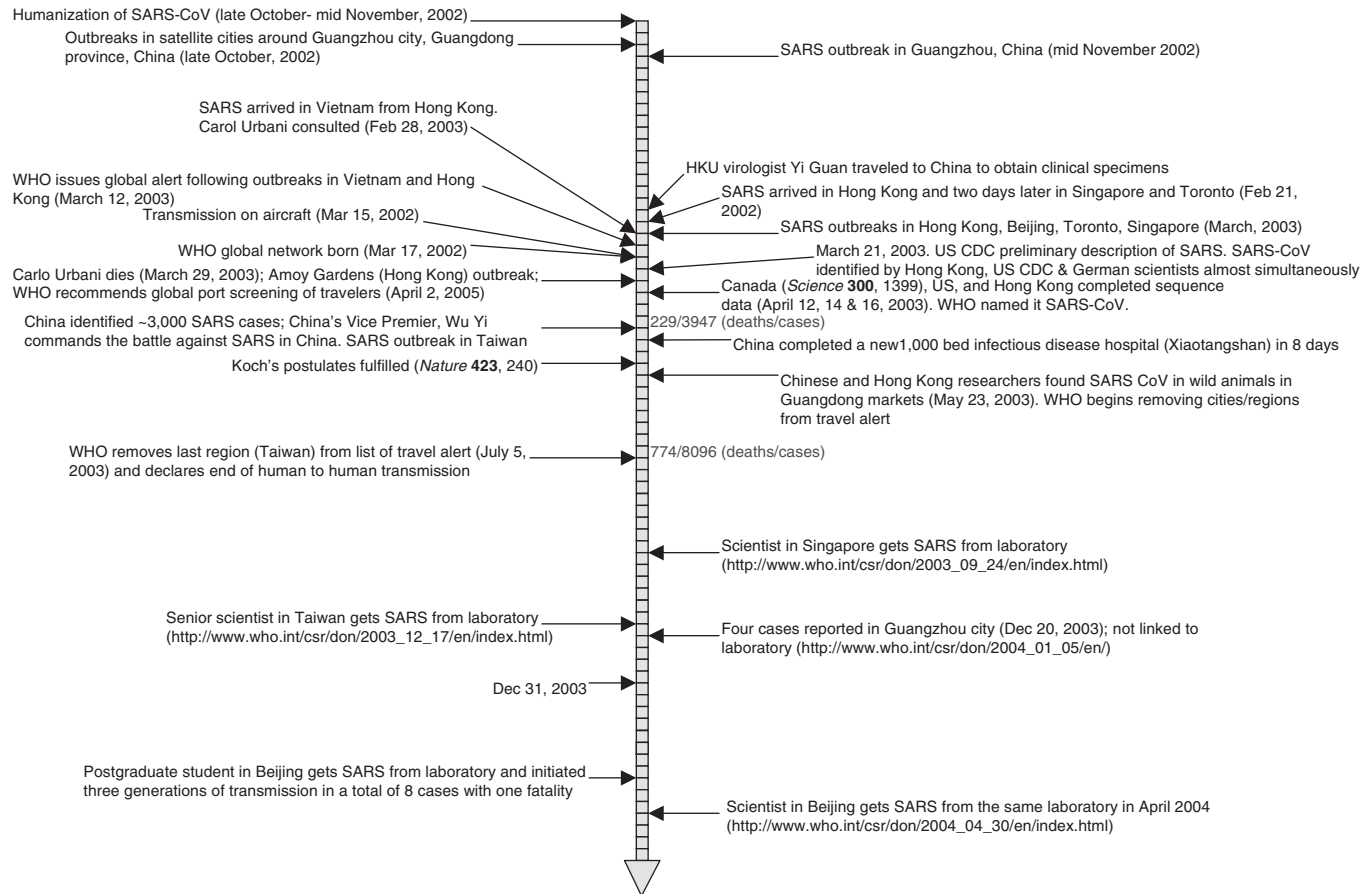 Humanization of SARS-CoV (late October- mid November, 2002)
Outbreaks in satellite cities around Guangzhou city, Guangdong
province, China (late October, 2002)
SARS outbreak in Guangzhou, China (mid November 2002)
SARS arrived in Vietnam from Hong Kong.
Carol Urbani consulted (Feb 28, 2003)
HKU virologist Yi Guan traveled to China to obtain clinical specimens
WHO issues global alert following outbreaks in Vietnam and Hong
Kong (March 12, 2003)
SARS arrived in Hong Kong and two days later in Singapore and Toronto (Feb 21,
2002)
Transmission on aircraft (Mar 15, 2002)
SARS outbreaks in Hong Kong, Beijing, Toronto, Singapore (March, 2003)
WHO global network born (Mar 17, 2002)
March 21, 2003. US CDC preliminary description of SARS. SARS-CoV
identified by Hong Kong, US CDC & German scientists almost simultaneously
Carlo Urbani dies (March 29, 2003); Amoy Gardens (Hong Kong) outbreak;
WHO recommends global port screening of travelers (April 2, 2005)
Canada (Science 300, 1399), US, and Hong Kong completed sequence
data (April 12, 14 & 16, 2003). WHO named it SARS-CoV.
China identified ~3,000 SARS cases; China's Vice Premier, Wu Yi
commands the battle against SARS in China. SARS outbreak in Taiwan
229/3947 (deaths/cases)
China completed a new1,000 bed infectious disease hospital (Xiaotangshan) in 8 days
Koch's postulates fulfilled (Nature 423, 240)
Chinese and Hong Kong researchers found SARS CoV in wild animals in
Guangdong markets (May 23, 2003). WHO begins removing cities/regions
from travel alert
WHO removes last region (Taiwan) from list of travel alert (July 5,
2003) and declares end of human to human transmission
774/8096 (deaths/cases)
Scientist in Singapore gets SARS from laboratory
(http://www.who.int/csr/don/2003_09_24/en/index.html)
Senior scientist in Taiwan gets SARS from laboratory
(http://www.who.int/csr/don/2003_12_17/en/index.html)
Four cases reported in Guangzhou city (Dec 20, 2003); not linked to
laboratory (http://www.who.int/csr/don/2004_01_05/en/)
Dec 31, 2003
Postgraduate student in Beijing gets SARS from laboratory and initiated
three generations of transmission in a total of 8 cases with one fatality
Scientist in Beijing gets SARS from the same laboratory in April 2004
(http://www.who.int/csr/don/2004_04_30/en/index.html)